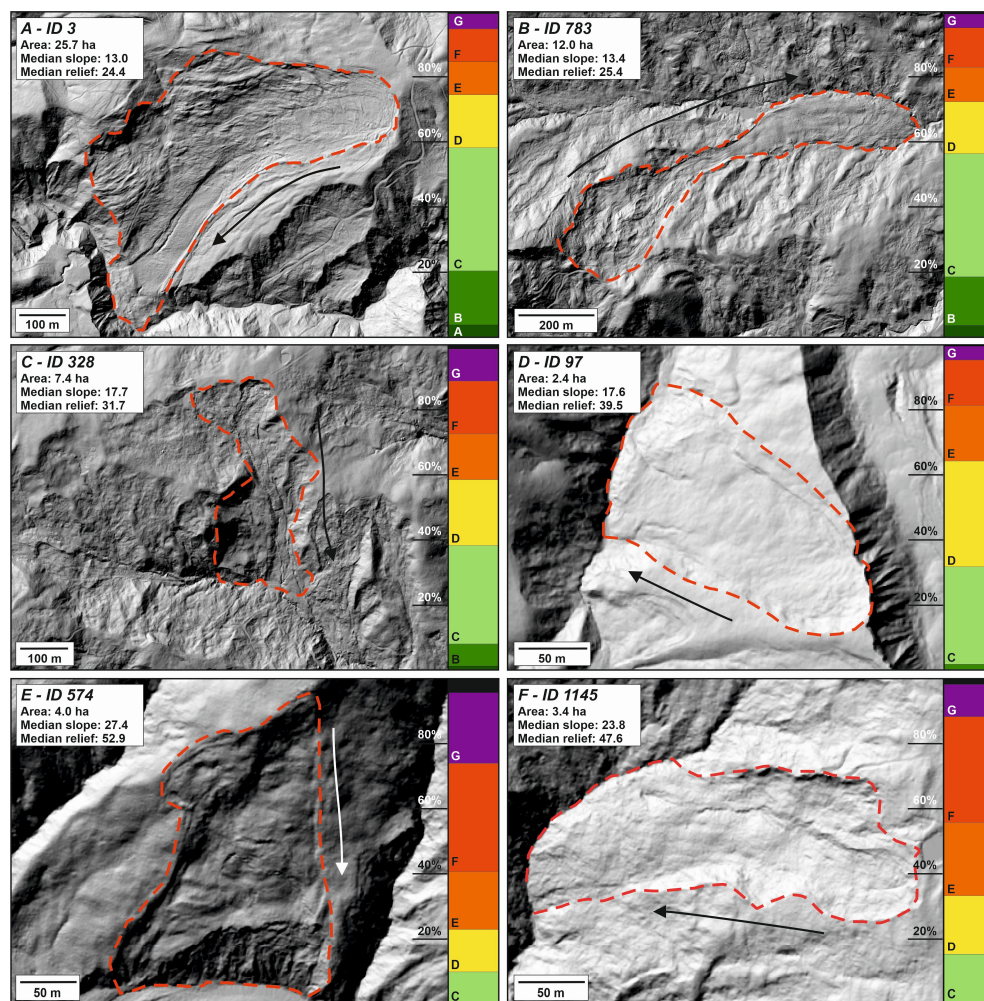 A - ID 3
Area: 25.7 ha
Median slope: 13.0
Median relief: 24.4
G
F
80%
E
60%
D
40%
20%
C
B
A
100 m
B - ID 783
Area: 12.0 ha
Median slope: 13.4
Median relief: 25.4
G
F
80%
E
60%
D
40%
20%
C
B
200 m
C - ID 328
Area: 7.4 ha
Median slope: 17.7
Median relief: 31.7
G
80%
F
60%
E
40%
D
20%
C
B
100 m
D - ID 97
Area: 2.4 ha
Median slope: 17.6
Median relief: 39.5
G
80%
F
60%
E
40%
D
20%
C
50 m
E - ID 574
Area: 4.0 ha
Median slope: 27.4
Median relief: 52.9
80%
G
60%
40%
F
E
20%
D
C
50 m
F - ID 1145
Area: 3.4 ha
Median slope: 23.8
Median relief: 47.6
G
80%
60%
F
40%
E
20%
D
C
50 m